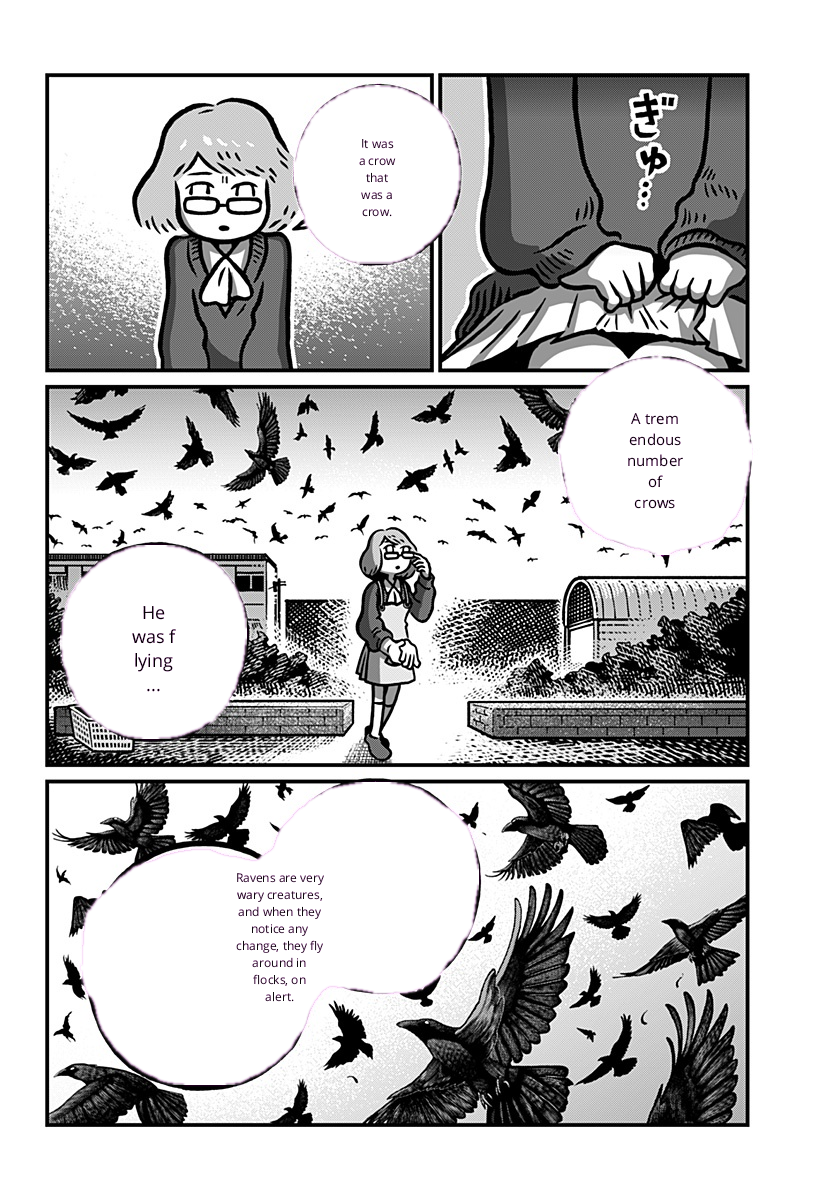 ぎゅ…
It was
a crow
that
was a
crow.
A trem
endous
number
of
crows
He
was f
lying
...
Ravens are very
wary creatures,
and when they
notice any
change, they fly
around in
flocks, on
alert.